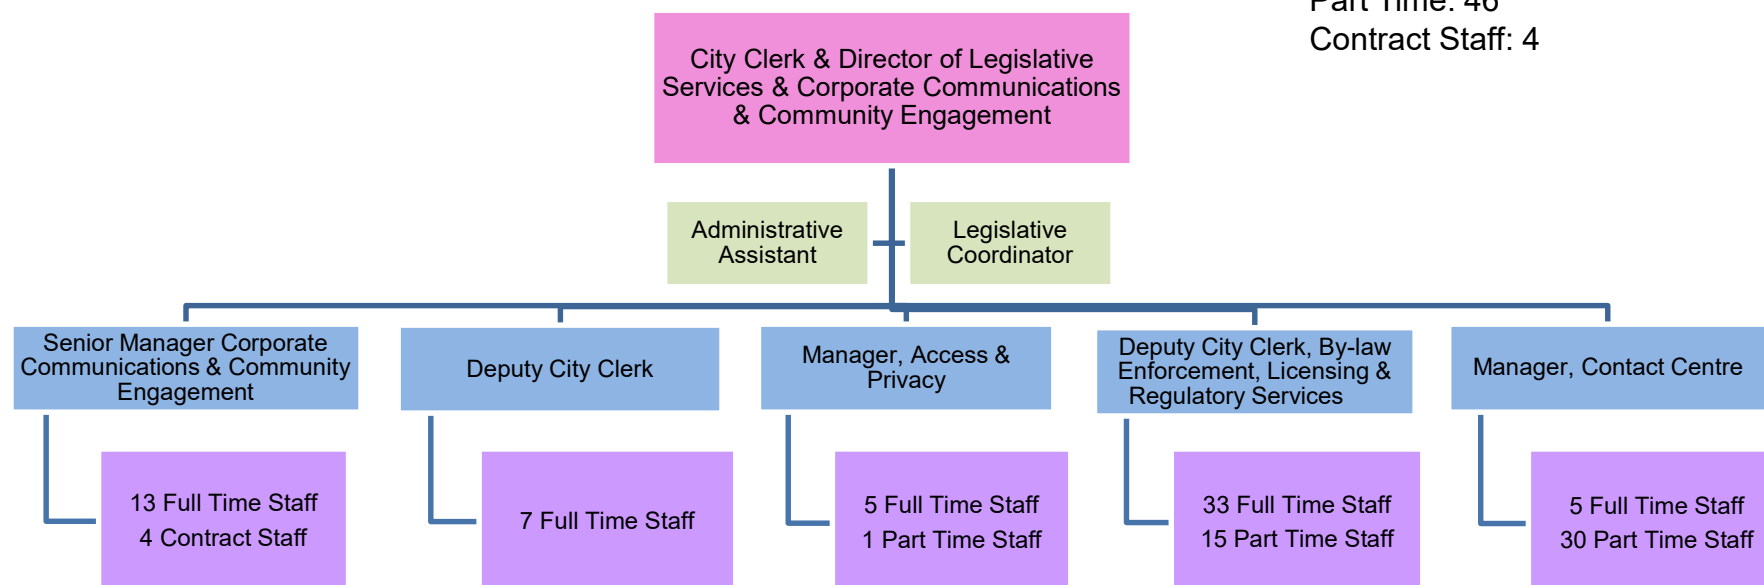 Part Time: 46
Contract Staff: 4
City Clerk & Director of Legislative
Services & Corporate Communications
& Community Engagement
Administrative
Assistant
Legislative
Coordinator
Senior Manager Corporate
Communications & Community
Engagement
Deputy City Clerk
Manager, Access &
Privacy
Deputy City Clerk, By-law
Enforcement, Licensing &
Regulatory Services
Manager, Contact Centre
13 Full Time Staff
4 Contract Staff
7 Full Time Staff
5 Full Time Staff
1 Part Time Staff
33 Full Time Staff
15 Part Time Staff
5 Full Time Staff
30 Part Time Staff